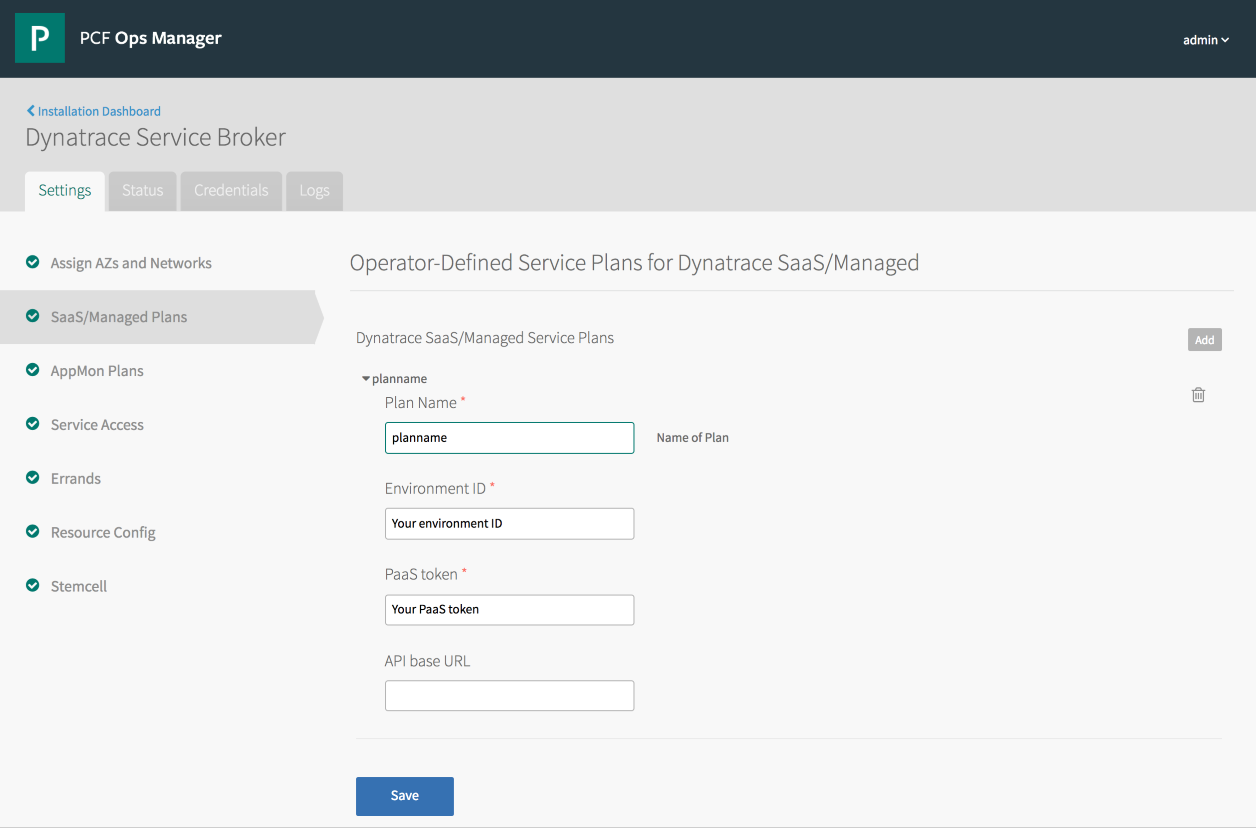 P
PCF Ops Manager
admin
Installation Dashboard
Dynatrace Service Broker
Settings
Status
Credentials
Logs
Assign AZs and Networks
SaaS/Managed Plans
AppMon Plans
Service Access
Errands
Resource Config
Stemcell
Operator-Defined Service Plans for Dynatrace SaaS/Managed
Dynatrace SaaS/Managed Service Plans
Add
planname
Plan Name *
planname
Name of Plan
Environment ID *
Your environment ID
PaaS token *
Your PaaS token
API base URL
Save